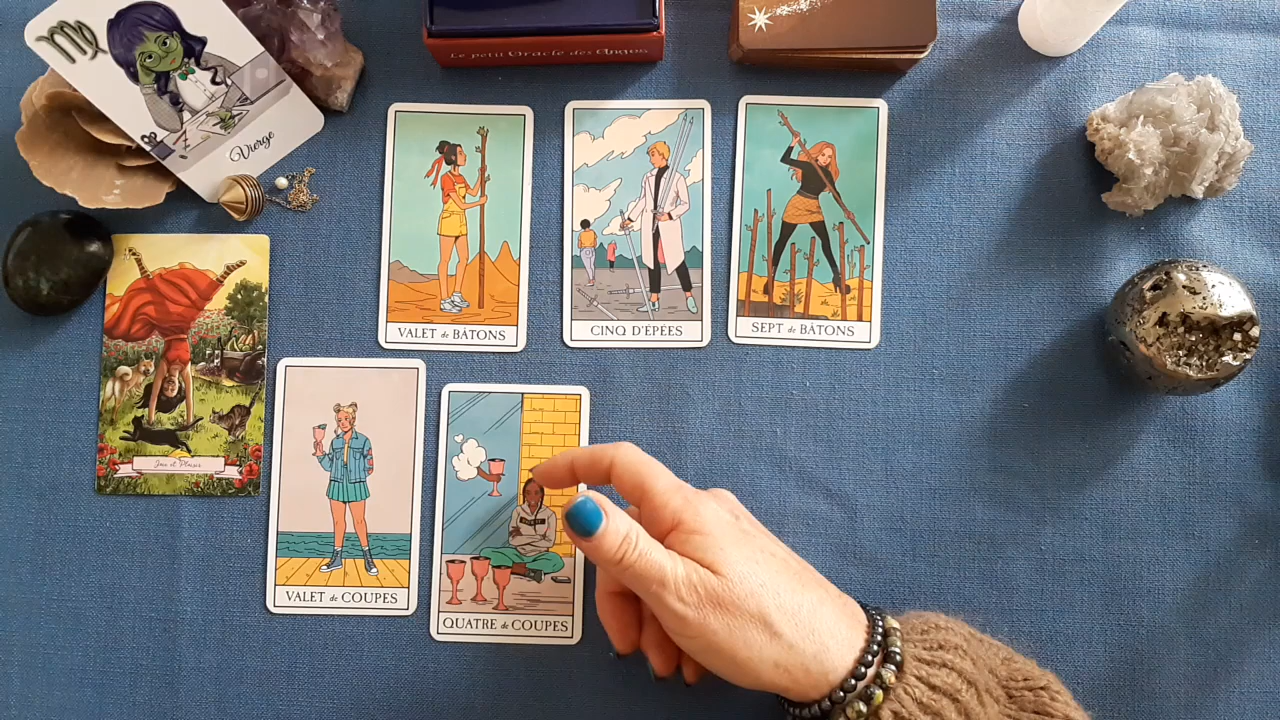 Vierge
Le petit Oracle des Anges
VALET de BÂTONS
CINQ D'ÉPÉES
SEPT de BÂTONS
Jeu et Plaisir
VALET de COUPES
QUATRE de COUPES